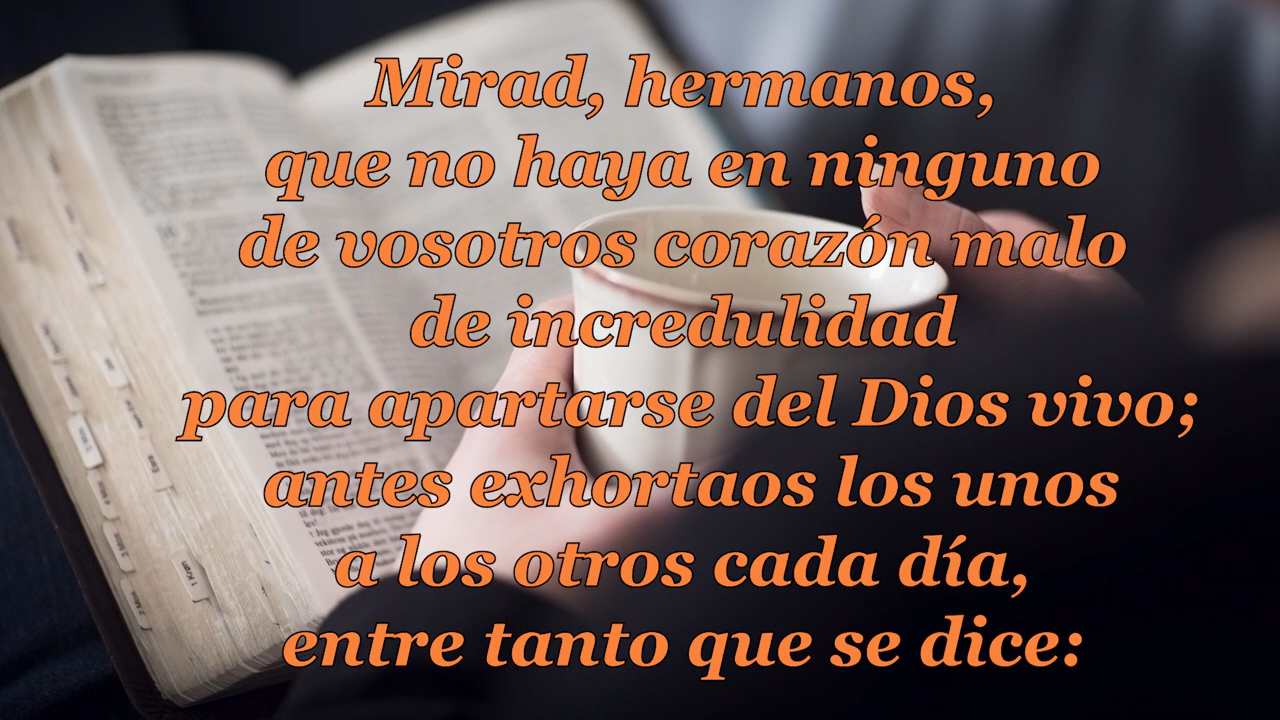 Mirad, hermanos,
que no haya en ninguno
de vosotros corazón malo
de incredulidad
para apartarse del Dios vivo;
antes exhortaos los unos
a los otros cada día,
entre tanto que se dice: